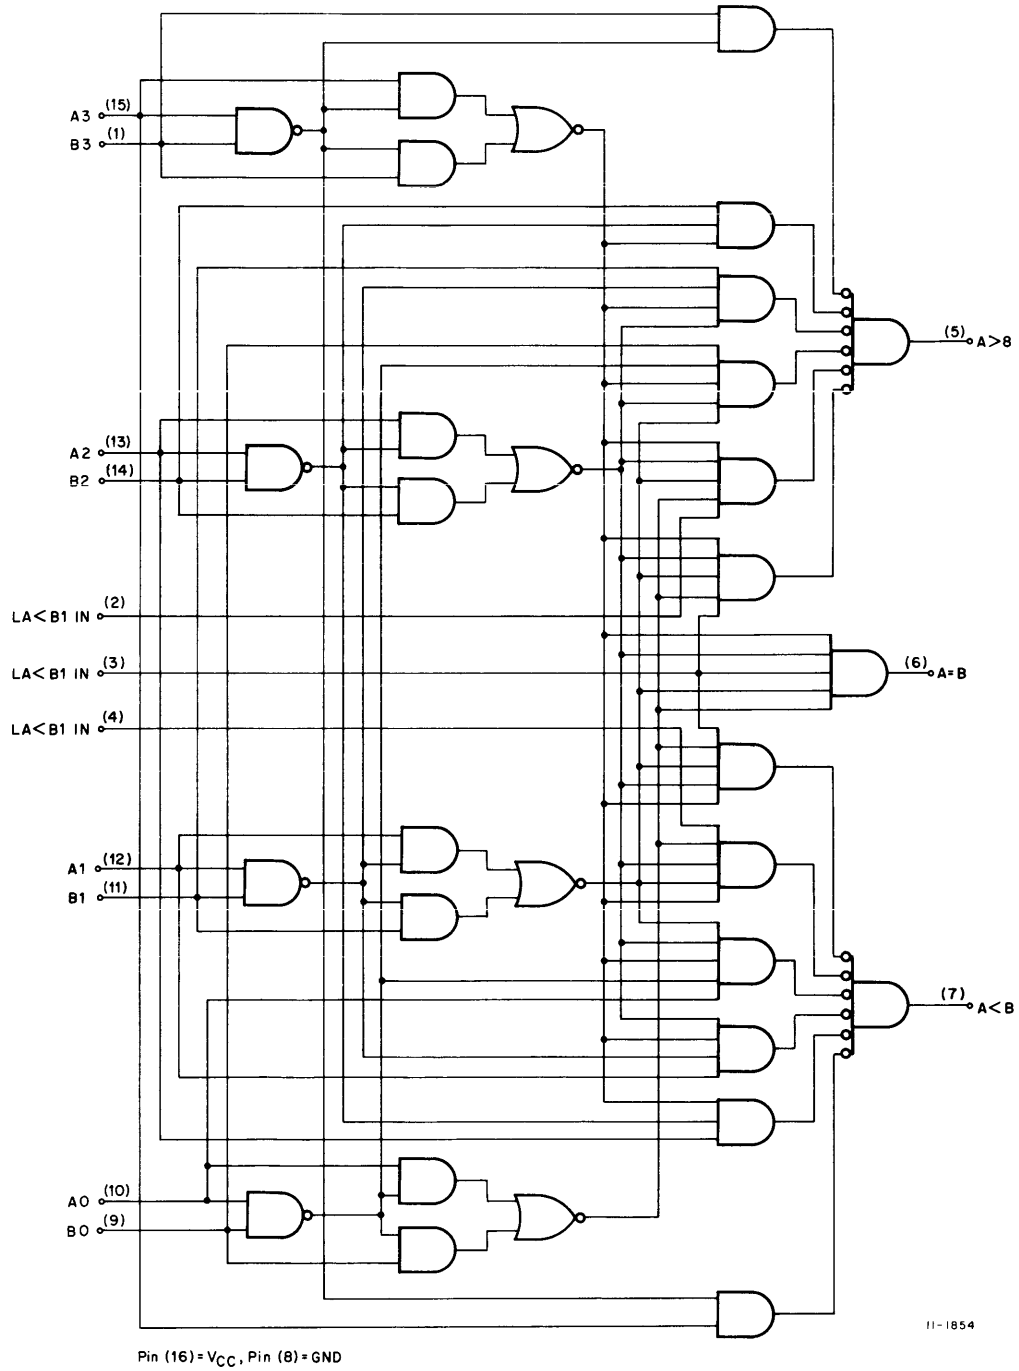 A3 (15)
B3 (1)
(5) A>8
A2 (13)
B2 (14)
LA<B1 IN (2)
LA<B1 IN (3)
(6) A=B
LA<B1 IN (4)
A1 (12)
B1 (11)
(7) A<B
A0 (10)
B0 (9)
11-1854
Pin (16)=VCC, Pin (8)=GND